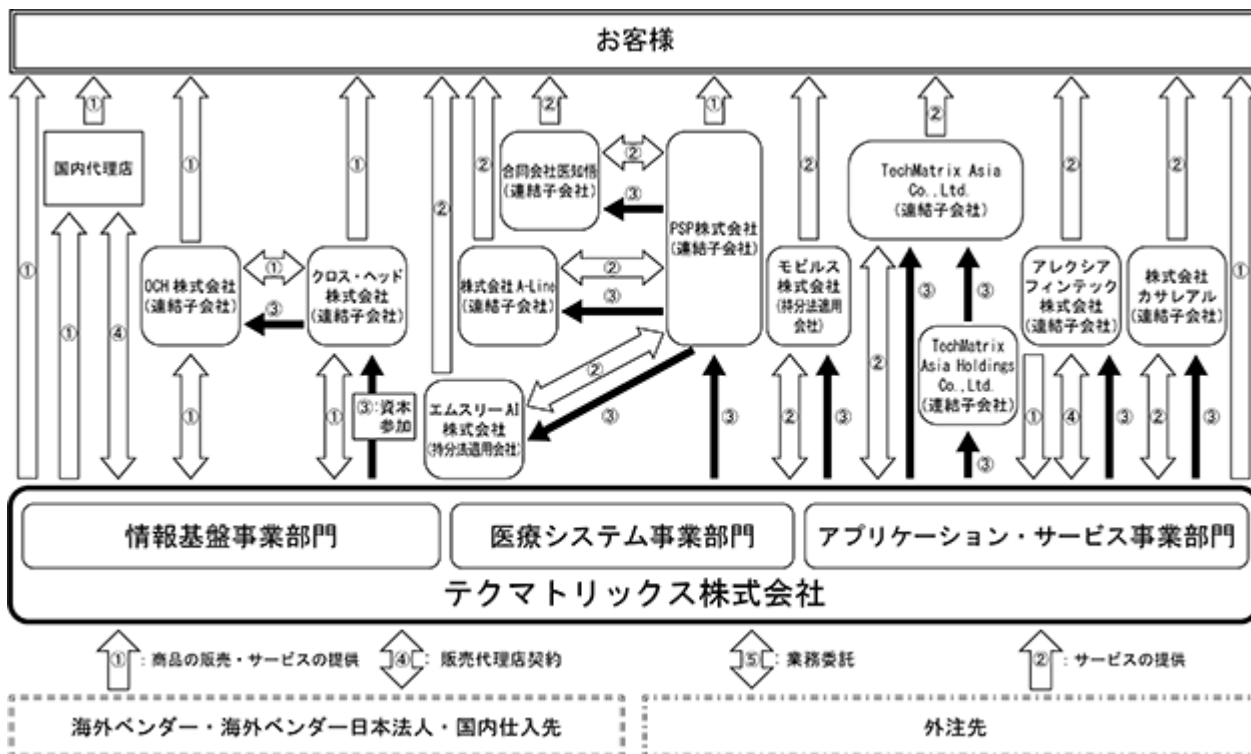 お客様
①
①
①
①
②
②
②
①
②
②
②
②
①
国内代理店
合同会社医知悟
(連結子会社)
②
③
PSP株式会社
(連結子会社)
TechMatrix Asia
Co.,Ltd.
(連結子会社)
①
④
①
OCH株式会社
(連結子会社)
①
③
クロス・ヘッド
株式会社
(連結子会社)
株式会社A-Line
(連結子会社)
②
③
モビルス
株式会社
(持分法適用
会社)
②
③
③
TechMatrix
Asia Holdings
Co.,Ltd.
(連結子会社)
③
アレクシア
フィンテック
株式会社
(連結子会社)
株式会社
カサレアル
(連結子会社)
①
①
③:資本
参加
エムスリーAI
株式会社
(持分法適用会社)
②
③
③
②
③
①
④
③
②
③
情報基盤事業部門
医療システム事業部門
アプリケーション・サービス事業部門
テクマトリックス株式会社
①:商品の販売・サービスの提供
④:販売代理店契約
⑤:業務委託
②:サービスの提供
海外ベンダー・海外ベンダー日本法人・国内仕入先
外注先